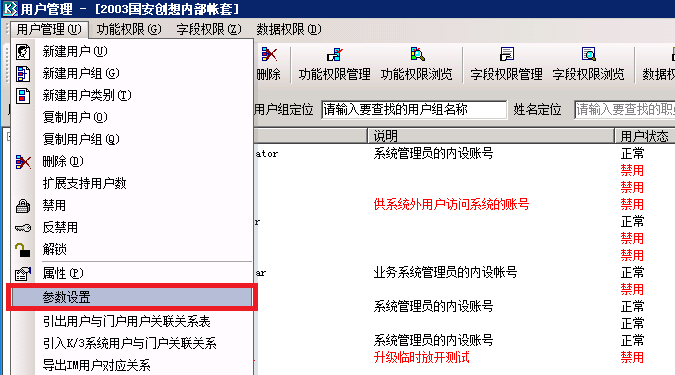 用户管理 - [2003国安创想内部帐套]
用户管理(U) 功能权限(G) 字段权限(Z) 数据权限(D)
新建用户(U)
新建用户组(G)
新建用户类别(T)
复制用户(U)
复制用户组(Q)
删除(D)
扩展支持用户数
禁用
反禁用
解锁
属性(P)
参数设置
引出用户与门户用户关联关系表
引入K/3系统用户与门户关联关系
导出IM用户对应关系
删除 功能权限管理 功能权限浏览 字段权限管理 字段权限浏览 数据权
用户组定位 请输入要查找的用户组名称 姓名定位 请输入要查找的职
说明 用户状态
ator 系统管理员的内设账号 正常
禁用
禁用
供系统外用户访问系统的账号 禁用
r 正常
禁用
禁用
ar 业务系统管理员的内设帐号 正常
禁用
系统管理员的内设账号 正常
禁用
系统管理员的内设账号 正常
升级临时放开测试 禁用